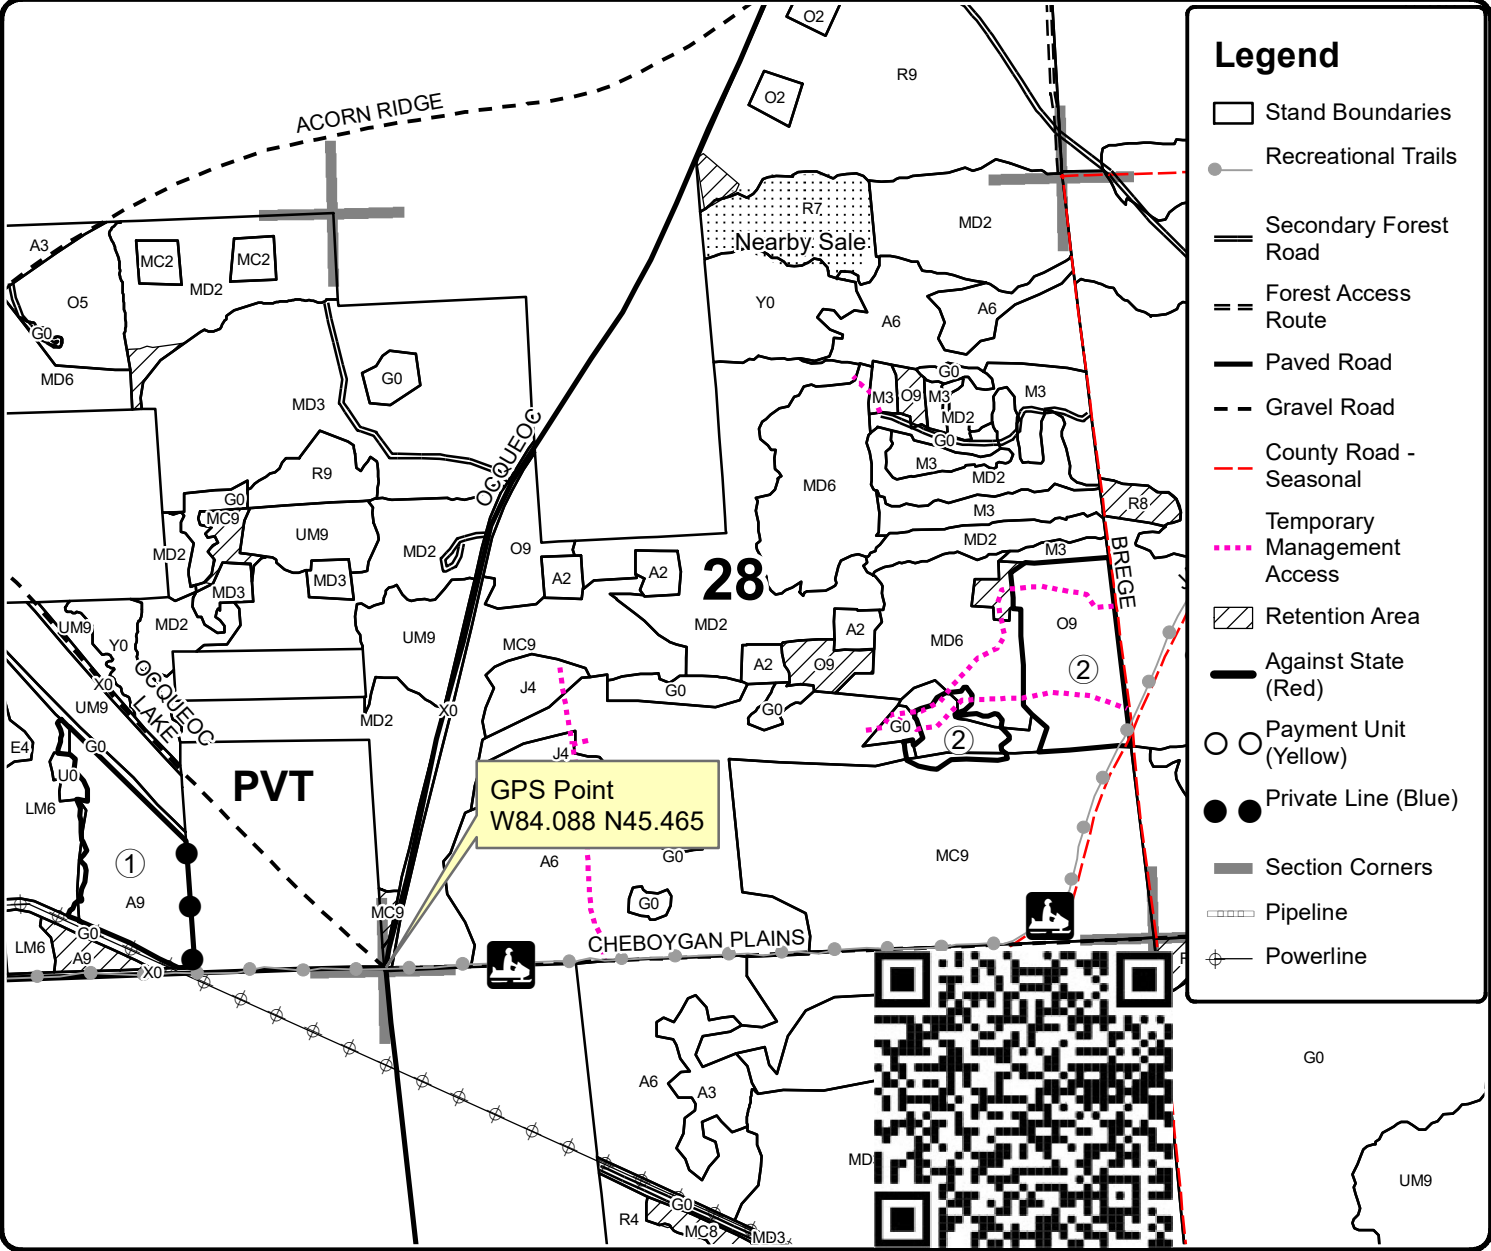 O2
R9
O2
ACORN RIDGE
R7
Nearby Sale
MD2
A3
MC2
MC2
MD2
O5
G0
Y0
A6
A6
MD6
G0
MD3
G0
M3
O9
M3
M3
MD2
G0
OCQUEOC
R9
M3
MD2
MD6
G0
MC9
UM9
R8
M3
MD2
MD2
O9
MD2
M3
BREGE
MD3
MD3
A2
A2
28
UM9
MD2
UM9
MC9
MD2
A2
MD6
O9
Y0
OCQUEOC
LAKE
X0
UM9
J4
G0
A2
O9
2
MD2
X0
G0
G0
2
E4
G0
U0
J4
PVT
GPS Point
W84.088 N45.465
LM6
1
A9
A6
G0
MC9
G0
MC9
G0
LM6
A9
X0
CHEBOYGAN PLAINS
A6
A3
MD
G0
R4
MC8
MD3
G0
UM9
Legend
Stand Boundaries
Recreational Trails
Secondary Forest
Road
Forest Access
Route
Paved Road
Gravel Road
County Road -
Seasonal
Temporary
Management
Access
Retention Area
Against State
(Red)
Payment Unit
(Yellow)
Private Line (Blue)
Section Corners
Pipeline
Powerline